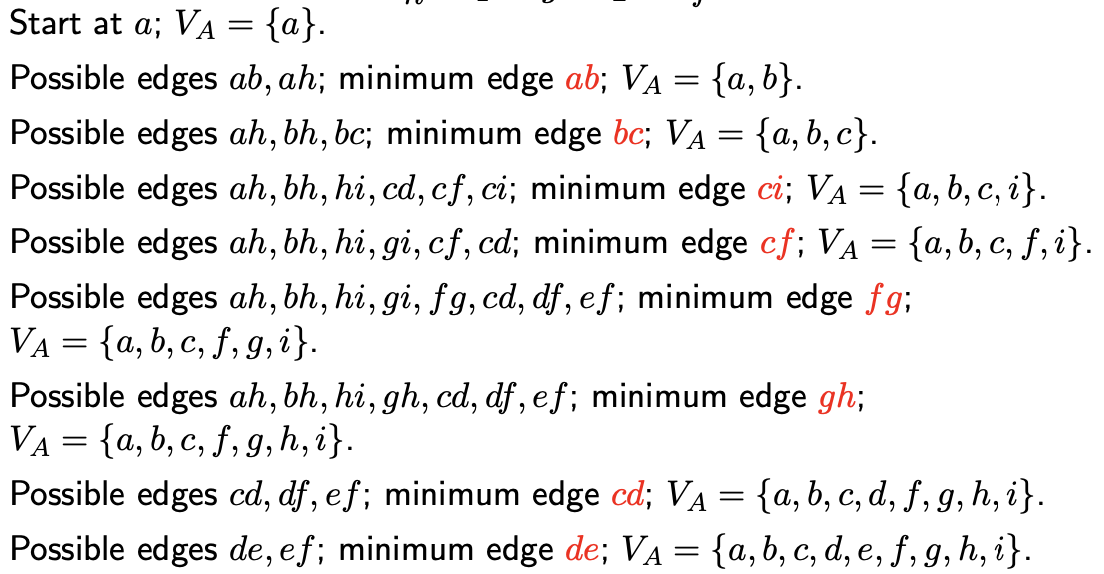 Start at a; V_A = {a}.
Possible edges ab, ah; minimum edge ab; V_A = {a, b}.
Possible edges ah, bh, bc; minimum edge bc; V_A = {a, b, c}.
Possible edges ah, bh, hi, cd, cf, ci; minimum edge ci; V_A = {a, b, c, i}.
Possible edges ah, bh, hi, gi, cf, cd; minimum edge cf; V_A = {a, b, c, f, i}.
Possible edges ah, bh, hi, gi, fg, cd, df, ef; minimum edge fg;
V_A = {a, b, c, f, g, i}.
Possible edges ah, bh, hi, gh, cd, df, ef; minimum edge gh;
V_A = {a, b, c, f, g, h, i}.
Possible edges cd, df, ef; minimum edge cd; V_A = {a, b, c, d, f, g, h, i}.
Possible edges de, ef; minimum edge de; V_A = {a, b, c, d, e, f, g, h, i}.